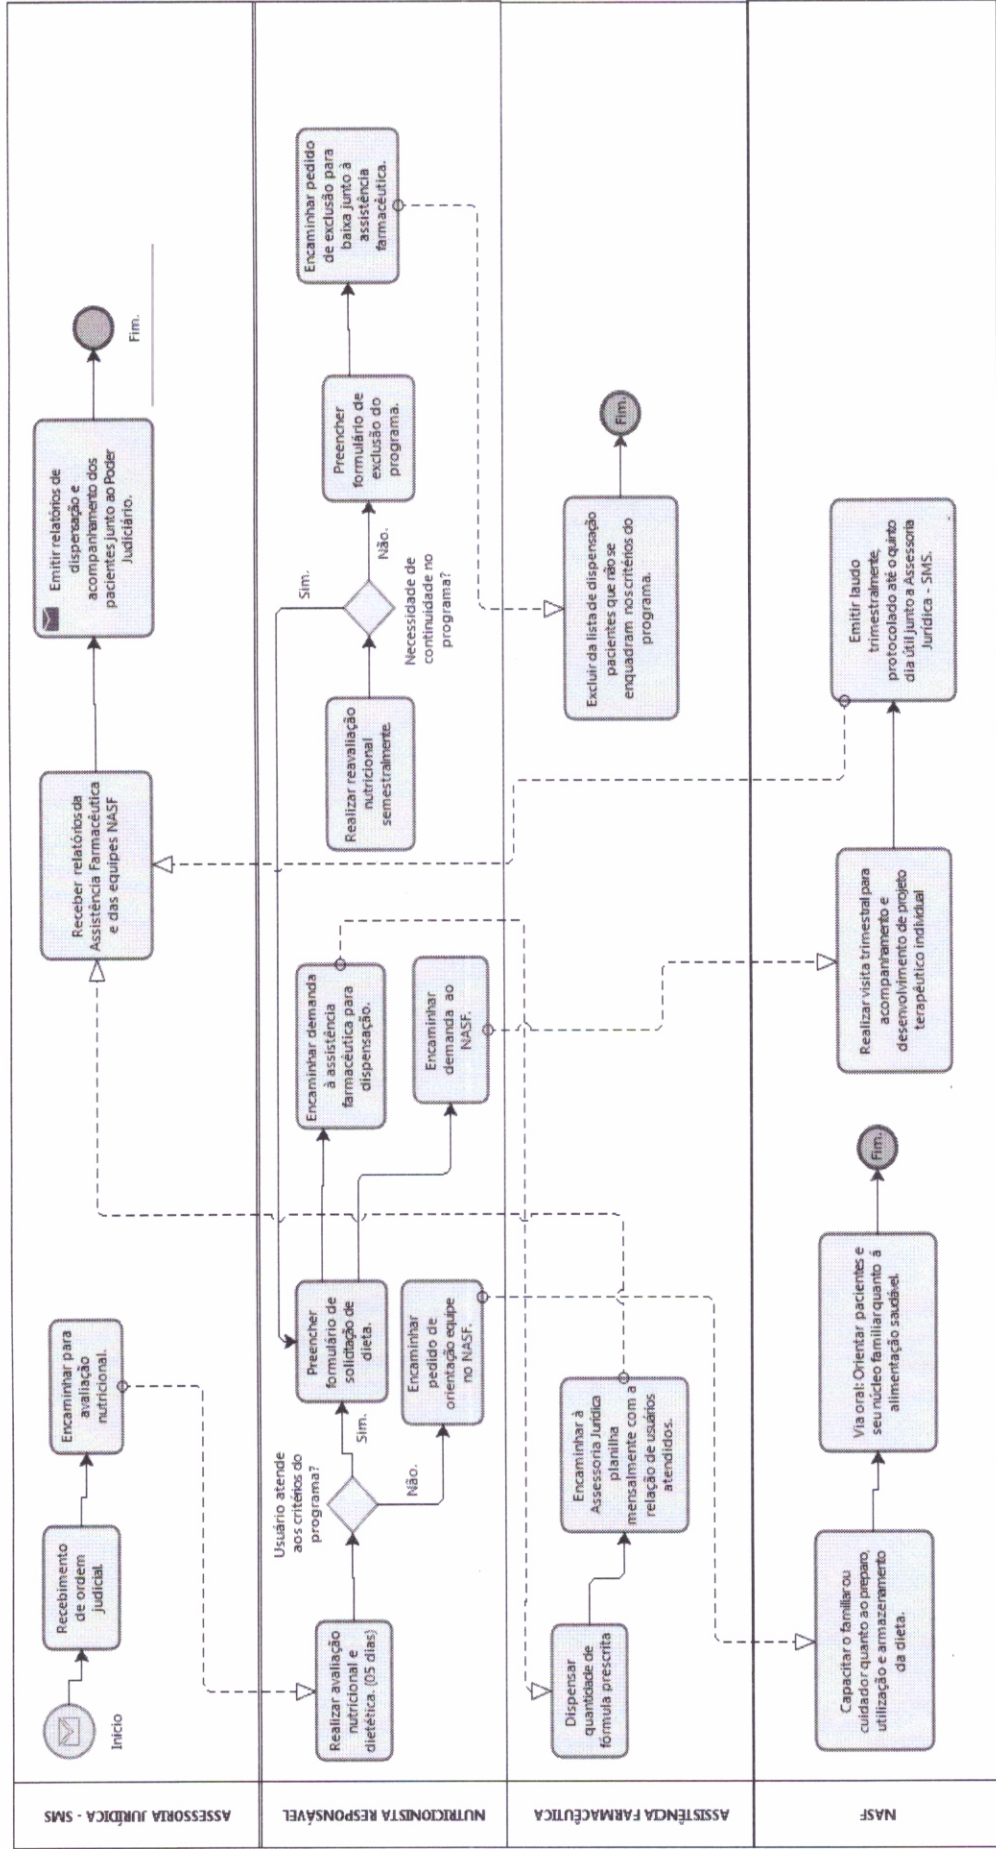 ASSESSORIA JURÍDICA - SMS
Início
Recebimento
de ordem
judicial.
Encaminhar para
avaliação
nutricional.
Receber relatórios da
Assistência Farmacêutica
e das equipes NASF
Emitir relatórios de
dispensação e
acompanhamento dos
pacientes junto ao Poder
Judiciário.
Fim.
NUTRICIONISTA RESPONSÁVEL
Realizar avaliação
nutricional e
dietética. (05 dias)
Usuário atende
aos critérios do
programa?
Sim.
Não.
Preencher
formulário de
solicitação de
dieta.
Encaminhar
pedido de
orientação equipe
no NASF.
Encaminhar demanda
à assistência
farmacêutica para
dispensação.
Encaminhar
demanda ao
NASF.
Realizar reavaliação
nutricional
semestralmente.
Necessidade de
continuidade no
programa?
Sim.
Não.
Preencher
formulário de
exclusão do
programa.
Encaminhar pedido
de exclusão para
baixa junto à
assistência
farmacêutica.
ASSISTÊNCIA FARMACÊUTICA
Dispensar
quantidade de
fórmula prescrita
Encaminhar à
Assessoria Jurídica
planilha
mensalmente com a
relação de usuários
atendidos.
Excluir da lista de dispensação
pacientes que não se
enquadram nos critérios do
programa.
Fim.
NASF
Capacitar o familiar ou
cuidador quanto ao preparo,
utilização e armazenamento
da dieta.
Via oral: Orientar pacientes e
seu núcleo familiar quanto á
alimentação saudável.
Fim.
Realizar visita trimestral para
acompanhamento e
desenvolvimento de projeto
terapêutico individual
Emitir laudo
trimestralmente,
protocolado até o quinto
dia útil junto a Assessoria
Jurídica - SMS.